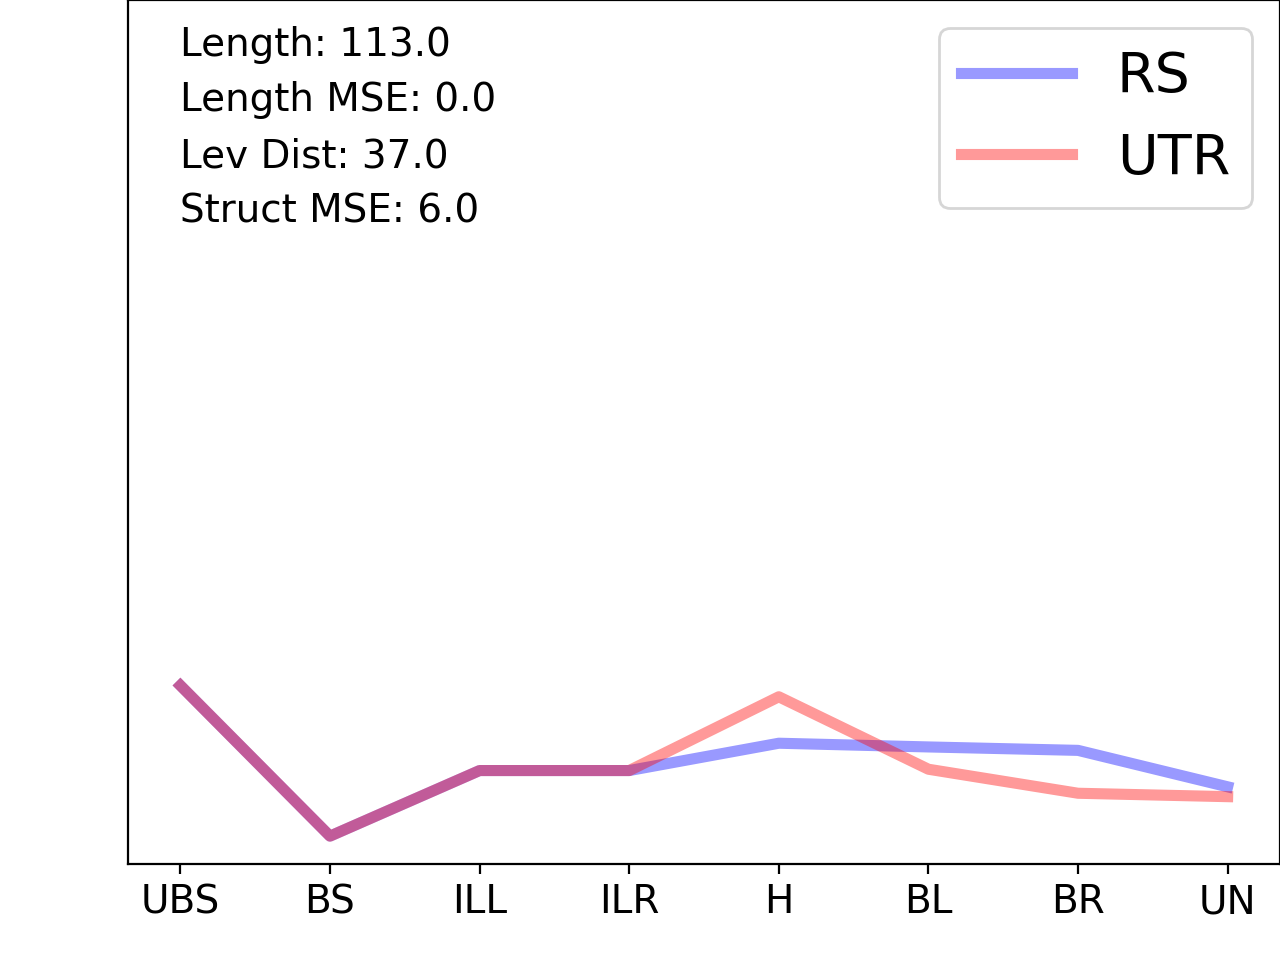 Length: 113.0
Length MSE: 0.0
Lev Dist: 37.0
Struct MSE: 6.0
RS
UTR
UBS BS ILL ILR H BL BR UN